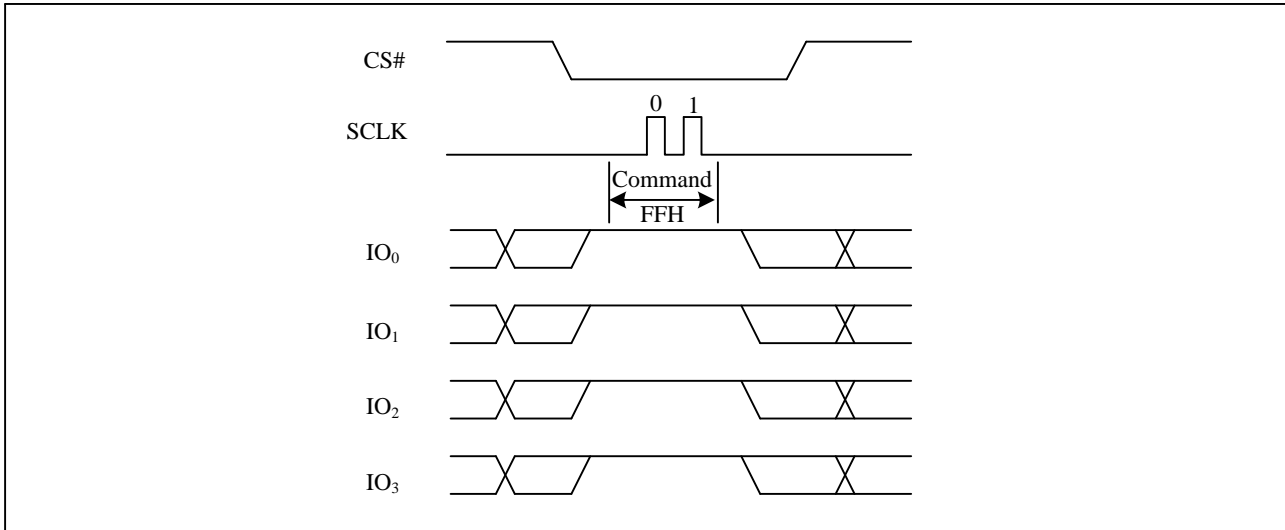 CS#
0 1
SCLK
Command
FFH
IO₀
IO₁
IO₂
IO₃